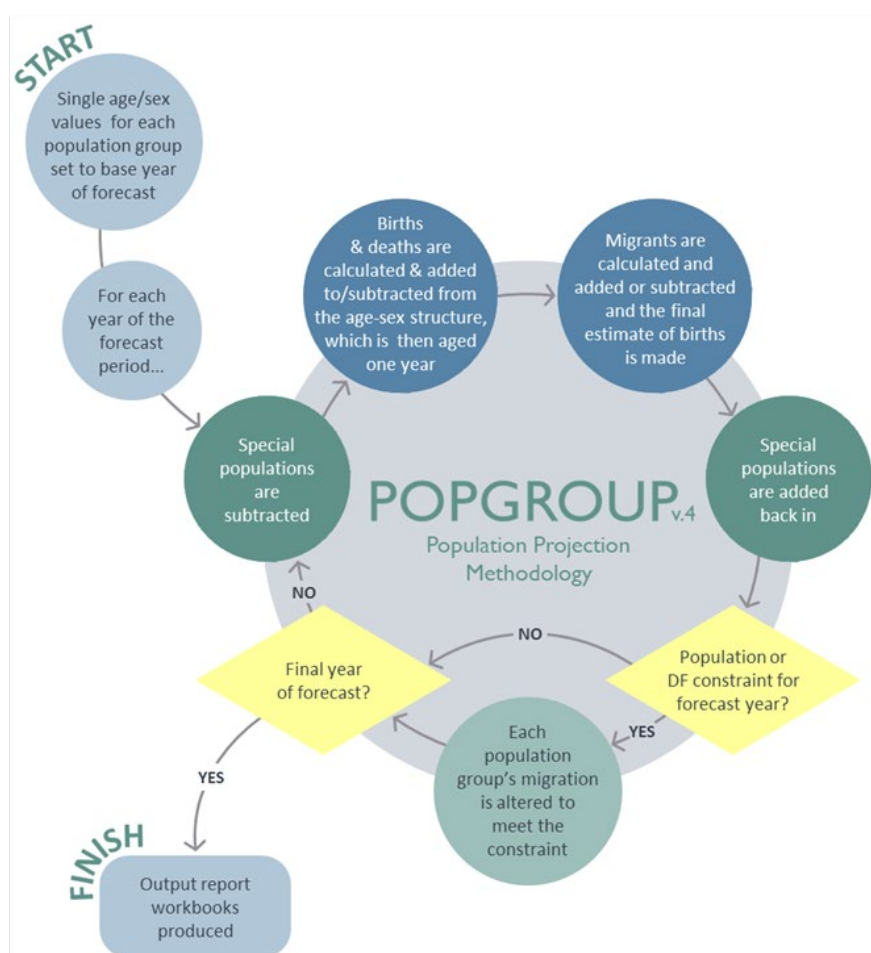 START
Single age/sex
values for each
population group
set to base year
of forecast
For each
year of the
forecast
period...
Special
populations
are
subtracted
Births
& deaths are
calculated & added
to/subtracted from
the age-sex structure,
which is then aged
one year
Migrants are
calculated and
added or subtracted
and the final
estimate of births
is made
Special
populations
are added
back in
POPGROUP v.4
Population Projection
Methodology
Population or
DF constraint for
forecast year?
NO
YES
Each
population
group's migration
is altered to
meet the
constraint
Final year
of forecast?
NO
YES
FINISH
Output report
workbooks
produced